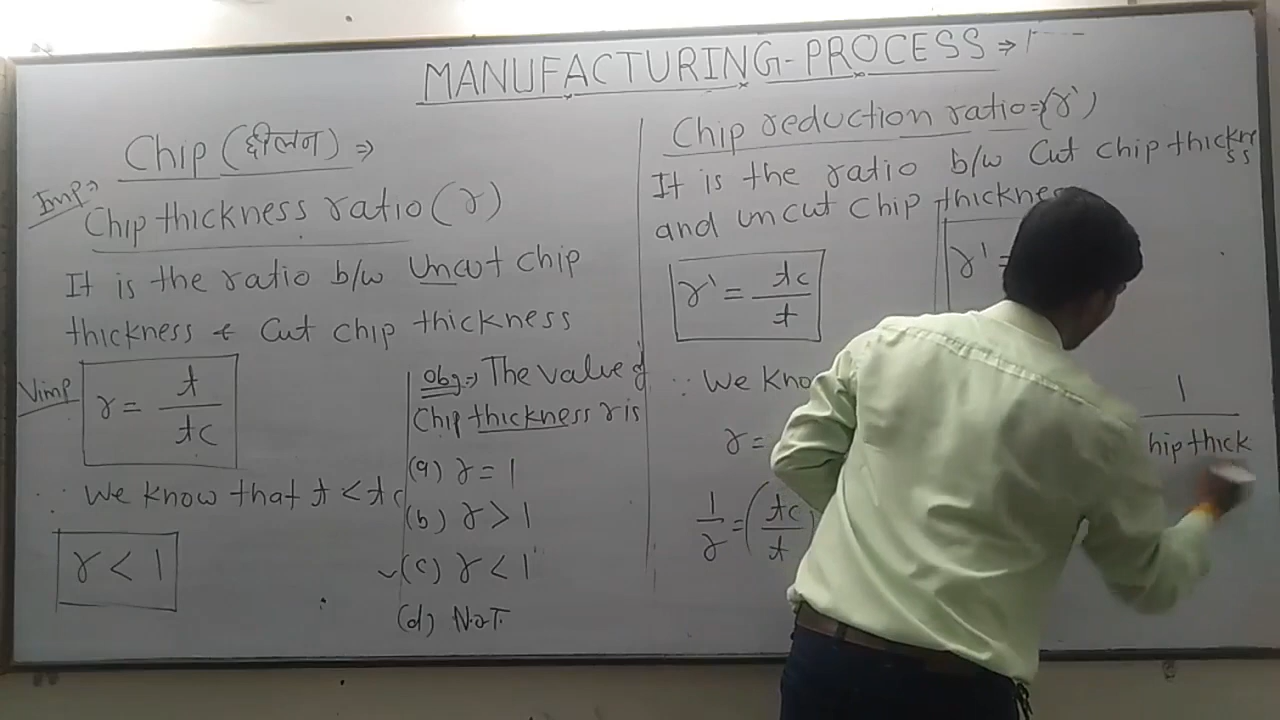 MANUFACTURING-PROCESS ⇒
Chip (छीलन) ⇒
Imp:⇒
Chip thickness ratio (r)
It is the ratio b/w Uncut chip
thickness & Cut chip thickness
Vimp
r = t/tc
∴ We know that t < tc
r < 1
Obj:⇒ The value of
Chip thickness r is
(a) r = 1
(b) r > 1
(c) r < 1
(d) N.o.T.
Chip reduction ratio ⇒ (r')
It is the ratio b/w Cut chip thickness
and uncut chip thickness
r' = tc/t
r' =
∵ We Know
r =
1/r = (tc/t)
1
hip thick